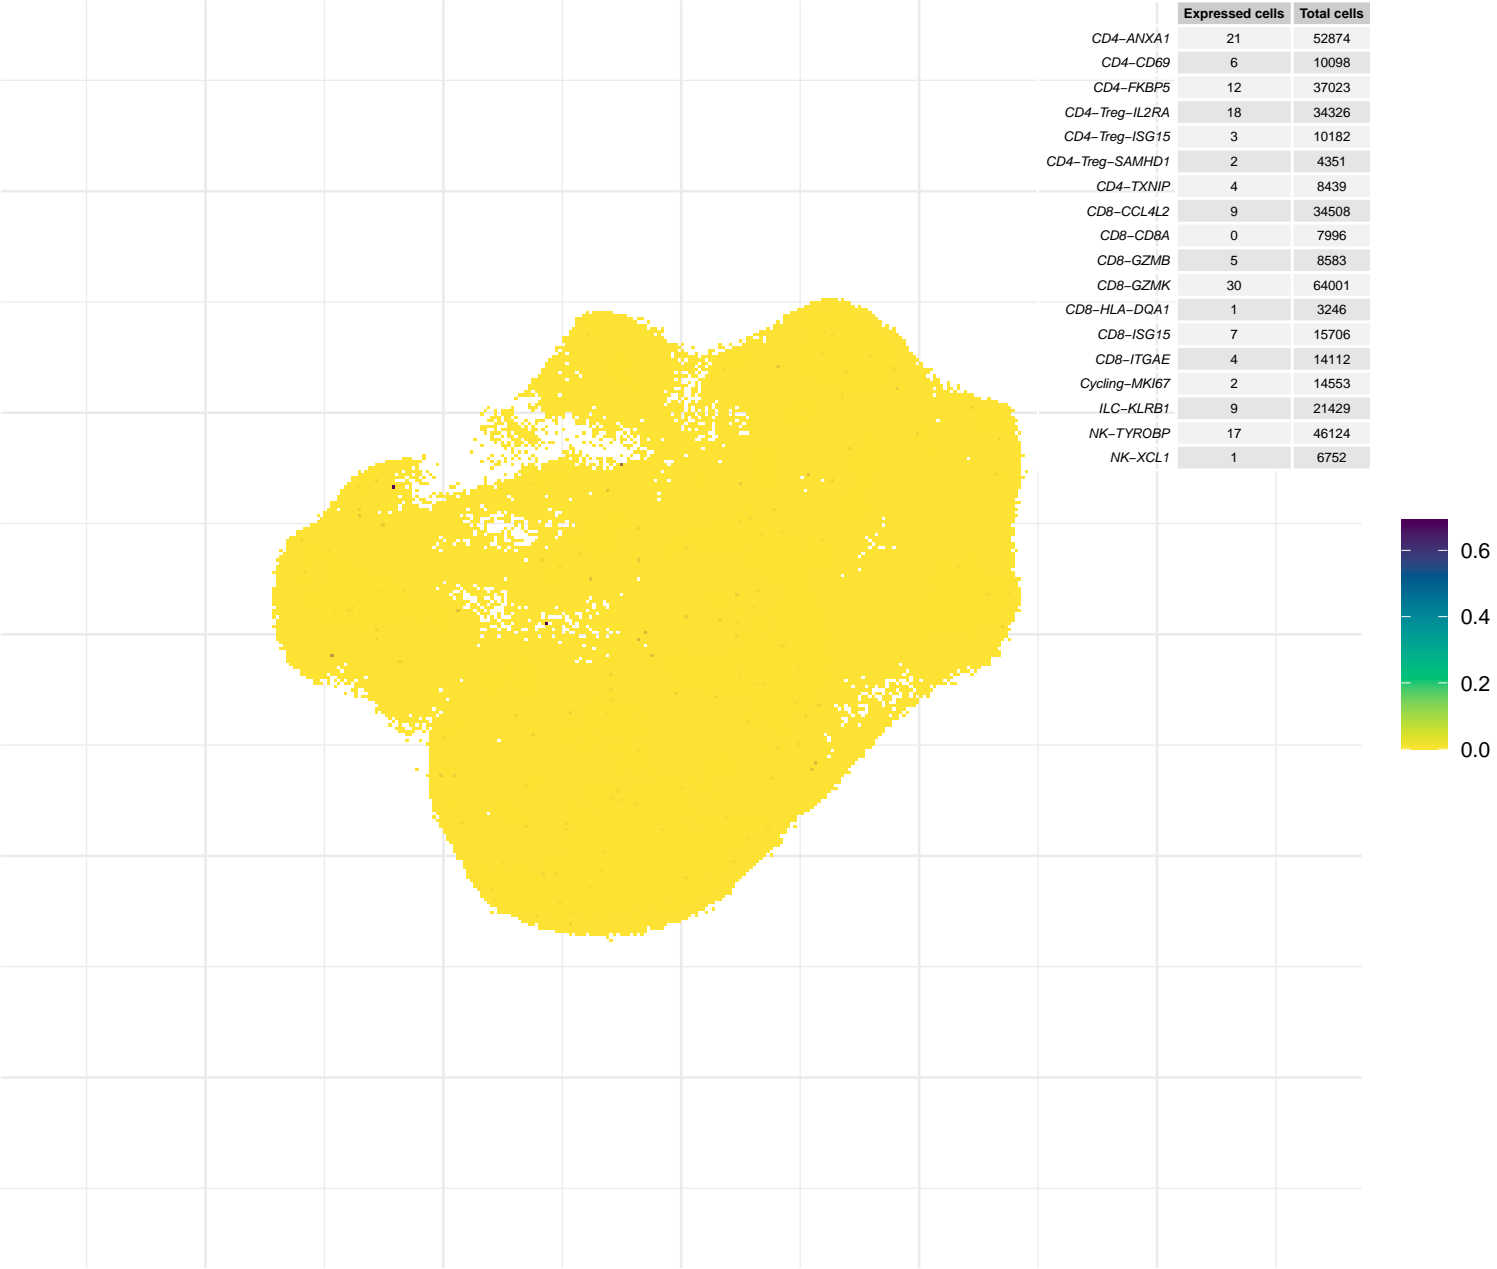 Expressed cells Total cells
CD4−ANXA1 21 52874
CD4−CD69 6 10098
CD4−FKBP5 12 37023
CD4−Treg−IL2RA 18 34326
CD4−Treg−ISG15 3 10182
CD4−Treg−SAMHD1 2 4351
CD4−TXNIP 4 8439
CD8−CCL4L2 9 34508
CD8−CD8A 0 7996
CD8−GZMB 5 8583
CD8−GZMK 30 64001
CD8−HLA−DQA1 1 3246
CD8−ISG15 7 15706
CD8−ITGAE 4 14112
Cycling−MKI67 2 14553
ILC−KLRB1 9 21429
NK−TYROBP 17 46124
NK−XCL1 1 6752
0.6
0.4
0.2
0.0